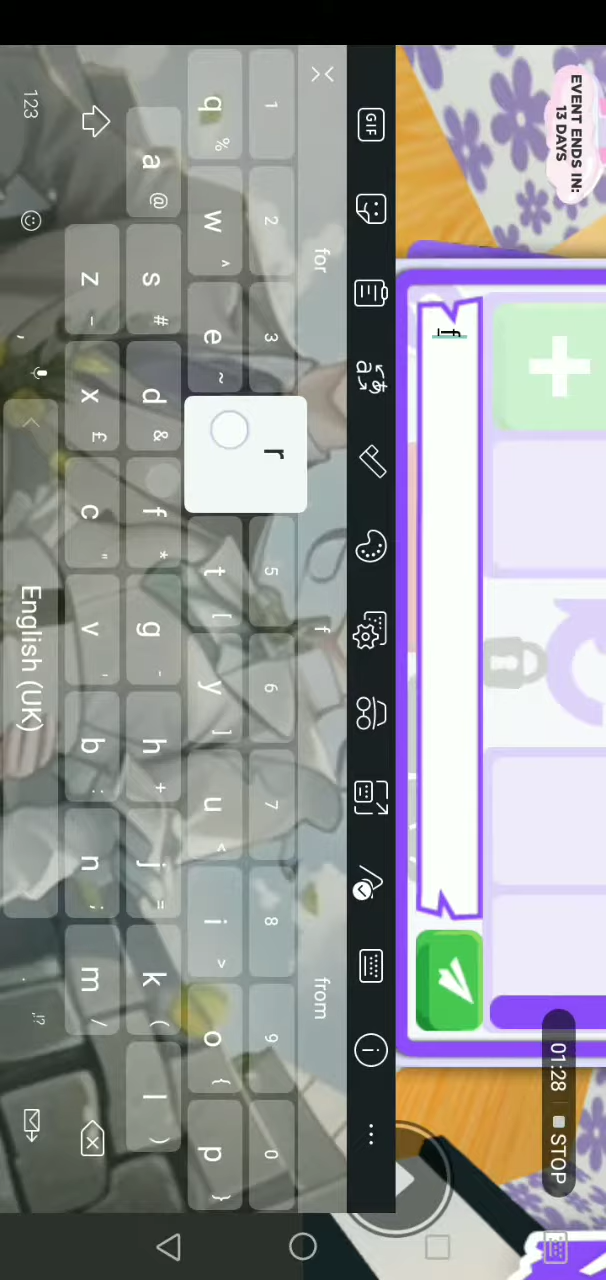 EVENT ENDS IN:
13 DAYS
f
01:28 STOP
GIF
for f from
1 2 3 5 6 7 8 9 0
q % w ^ e ~ r t [ y ] u < i > o { p }
a @ s # d & f * g - h + j = k ( l )
z _ x £ c " v ' b : n ; m /
123 , < English (UK) . ,!?